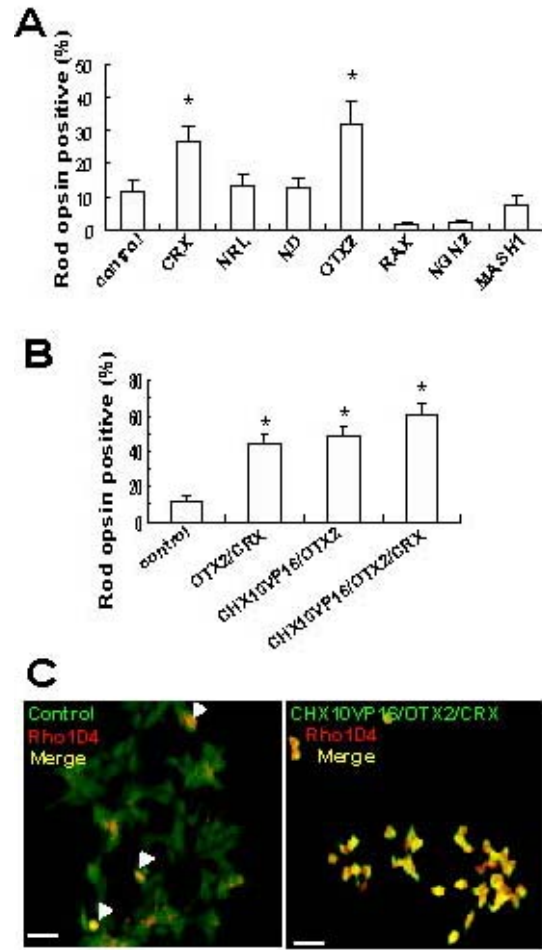 A
Rod opsin positive (%)
50
40
30
20
10
0
control
CRX
NRL
ND
OTX2
RAX
NGN2
MASH1
*
*
B
Rod opsin positive (%)
80
60
40
20
0
control
OTX2/CRX
CHX10VP16/OTX2
CHX10VP16/OTX2/CRX
*
*
*
C
Control
Rho1D4
Merge
CHX10VP16/OTX2/CRX
Rho1D4
Merge